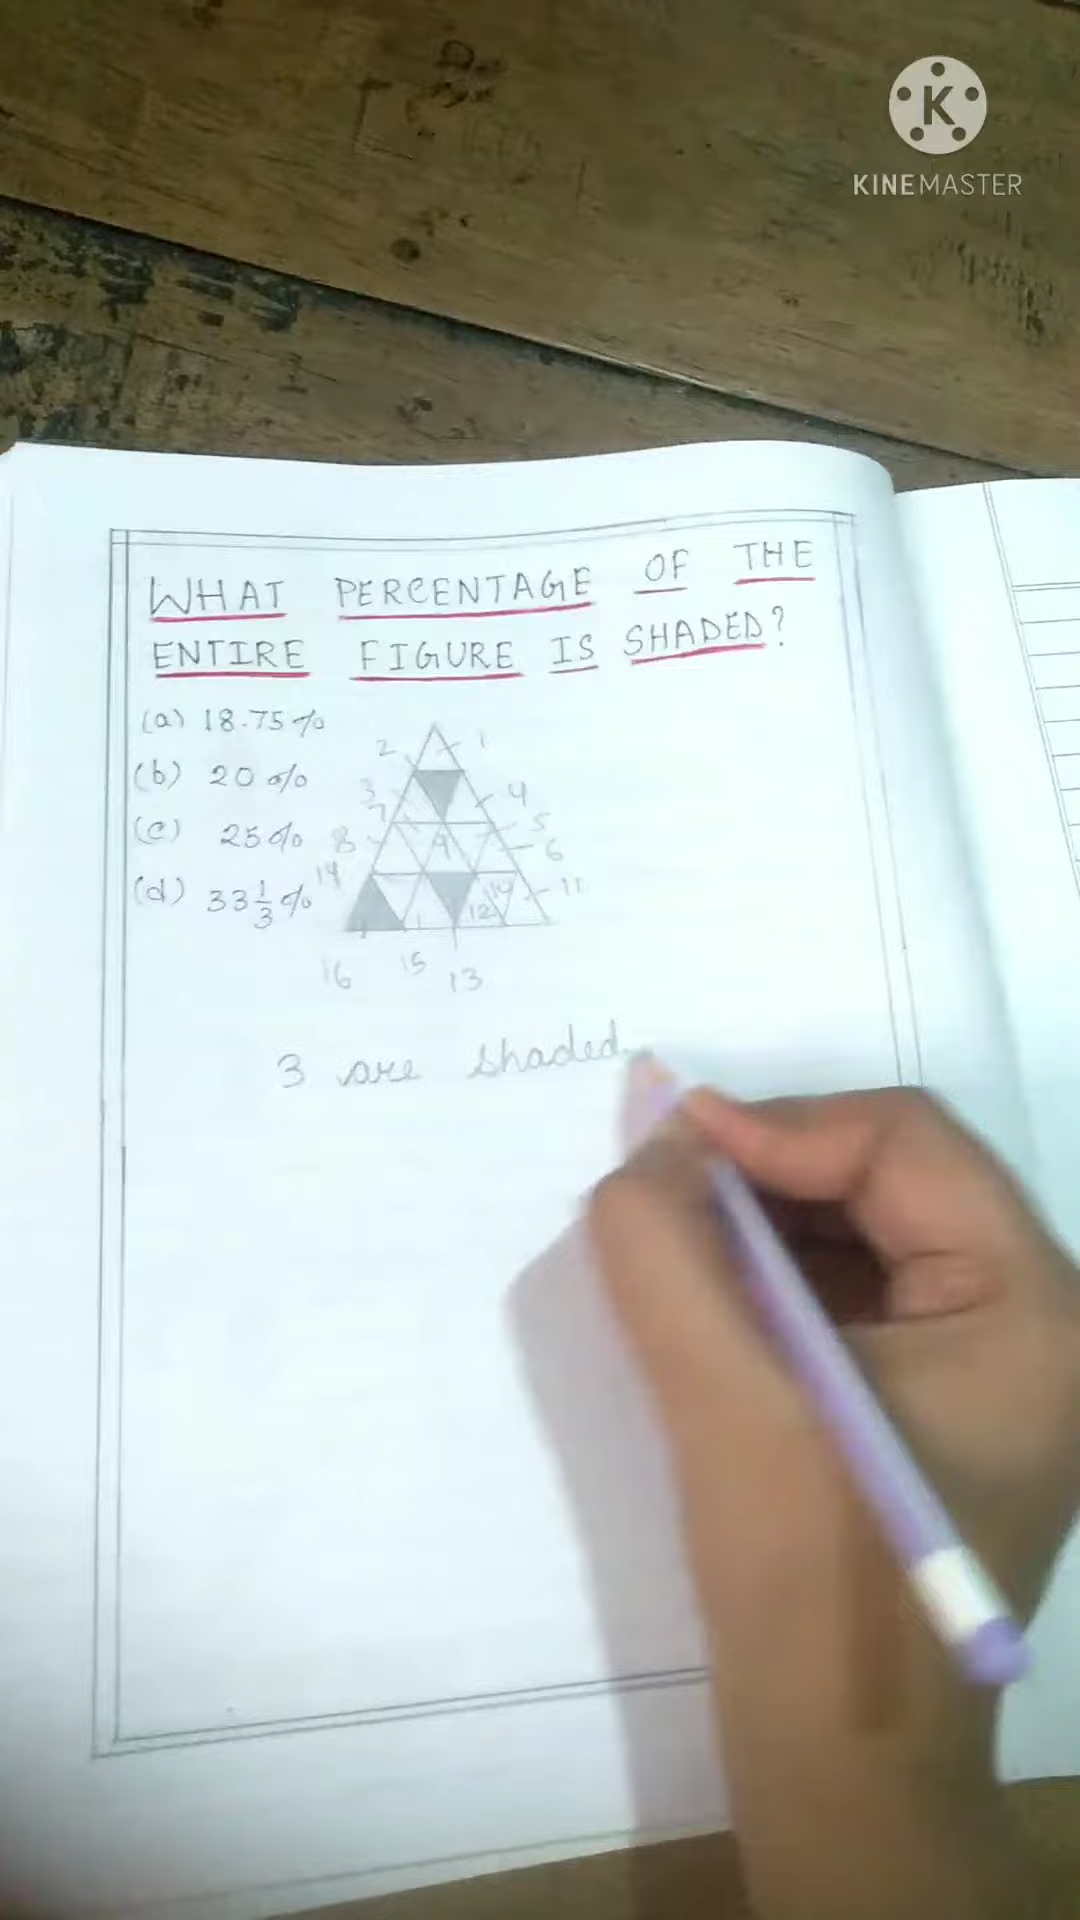 KINEMASTER
WHAT PERCENTAGE OF THE
ENTIRE FIGURE IS SHADED?
(a) 18.75%
(b) 20%
(c) 25%
(d) 33 1/3 %
2 1
3 4
7 5
8 9 6
14 10 11
12
16 15 13
3 are shaded